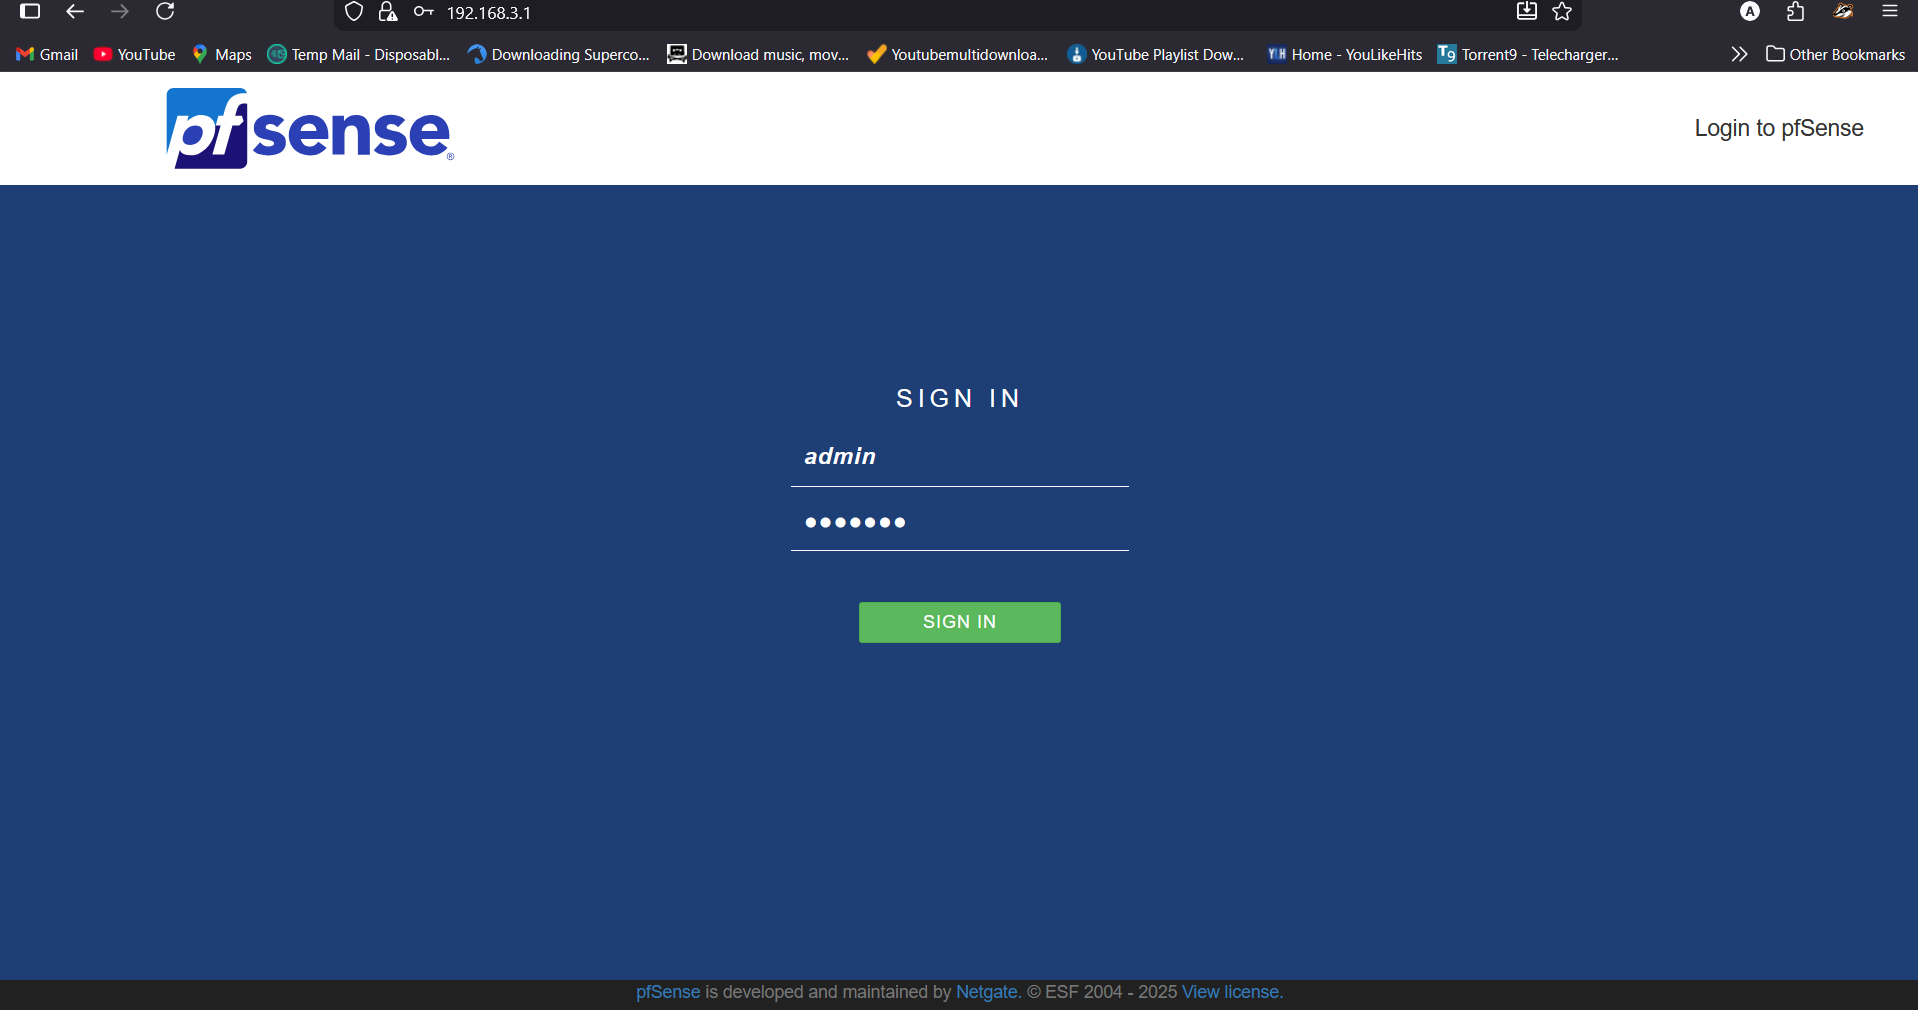 192.168.3.1
A
Gmail YouTube Maps Temp Mail - Disposabl... Downloading Superco... Download music, mov... Youtubemultidownloa... YouTube Playlist Dow... YLH Home - YouLikeHits T9 Torrent9 - Telecharger... Other Bookmarks
pfsense®
Login to pfSense
SIGN IN
admin
●●●●●●●
SIGN IN
pfSense is developed and maintained by Netgate. © ESF 2004 - 2025 View license.